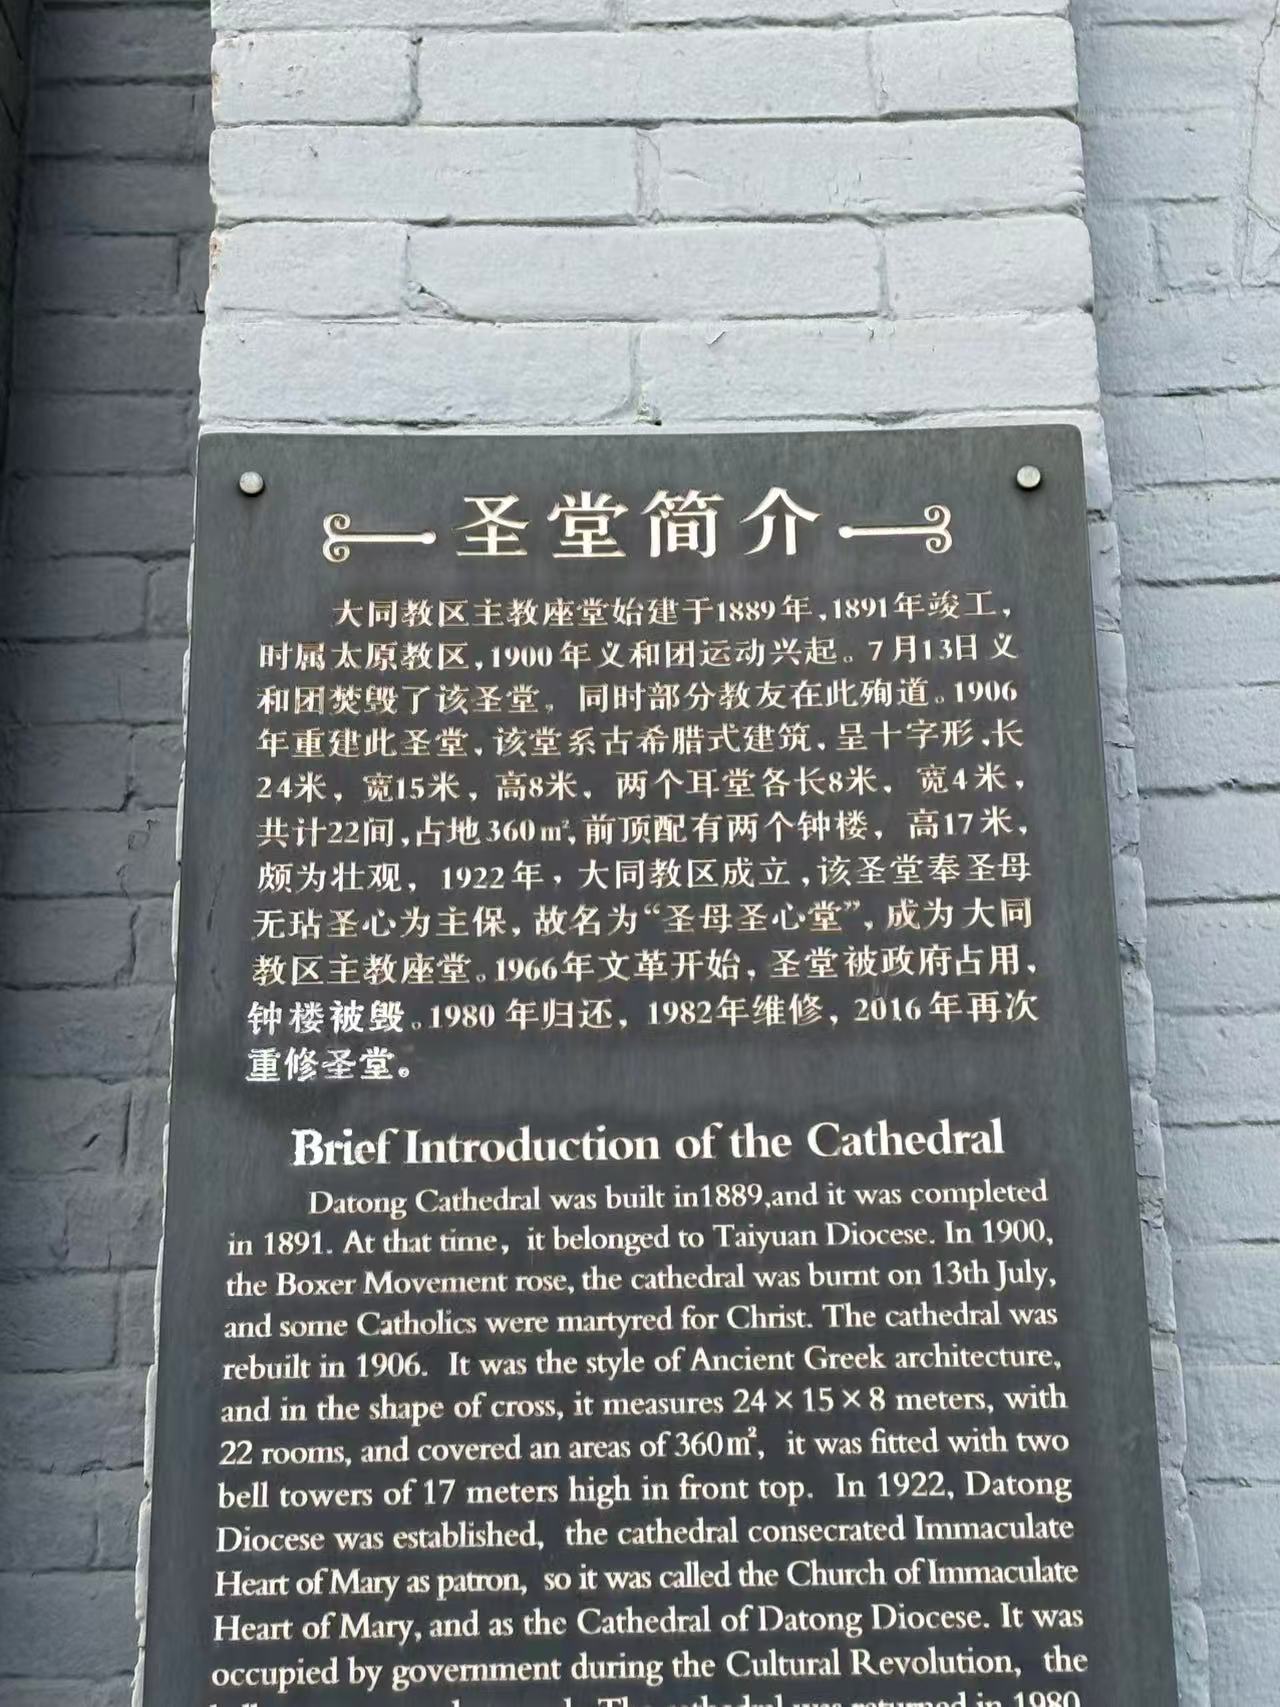 圣堂简介
大同教区主教座堂始建于1889年,1891年竣工,
时属太原教区,1900年义和团运动兴起。7月13日义
和团焚毁了该圣堂,同时部分教友在此殉道。1906
年重建此圣堂,该堂系古希腊式建筑,呈十字形,长
24米,宽15米,高8米,两个耳堂各长8米,宽4米,
共计22间,占地360m²,前顶配有两个钟楼,高17米,
颇为壮观,1922年,大同教区成立,该圣堂奉圣母
无玷圣心为主保,故名为“圣母圣心堂”,成为大同
教区主教座堂。1966年文革开始,圣堂被政府占用,
钟楼被毁。1980年归还,1982年维修,2016年再次
重修圣堂。
Brief Introduction of the Cathedral
Datong Cathedral was built in1889,and it was completed
in 1891. At that time, it belonged to Taiyuan Diocese. In 1900,
the Boxer Movement rose, the cathedral was burnt on 13th July,
and some Catholics were martyred for Christ. The cathedral was
rebuilt in 1906. It was the style of Ancient Greek architecture,
and in the shape of cross, it measures 24×15×8 meters, with
22 rooms, and covered an areas of 360m², it was fitted with two
bell towers of 17 meters high in front top. In 1922, Datong
Diocese was established, the cathedral consecrated Immaculate
Heart of Mary as patron, so it was called the Church of Immaculate
Heart of Mary, and as the Cathedral of Datong Diocese. It was
occupied by government during the Cultural Revolution, the
The cathedral was returned in 1980